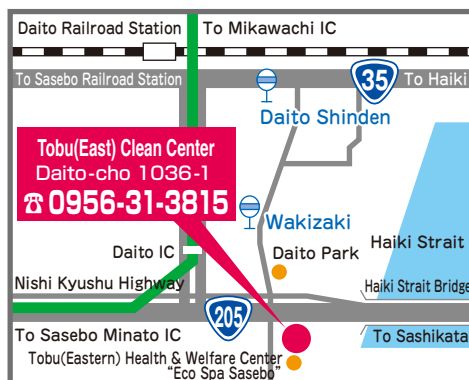 Daito Railroad Station
To Mikawachi IC
To Sasebo Railroad Station
35
To Haiki
Daito Shinden
Tobu(East) Clean Center
Daito-cho 1036-1
☎ 0956-31-3815
Wakizaki
Daito IC
Daito Park
Haiki Strait
Nishi Kyushu Highway
Haiki Strait Bridge
205
To Sasebo Minato IC
To Sashikata
Tobu(Eastern) Health & Welfare Center
“Eco Spa Sasebo”